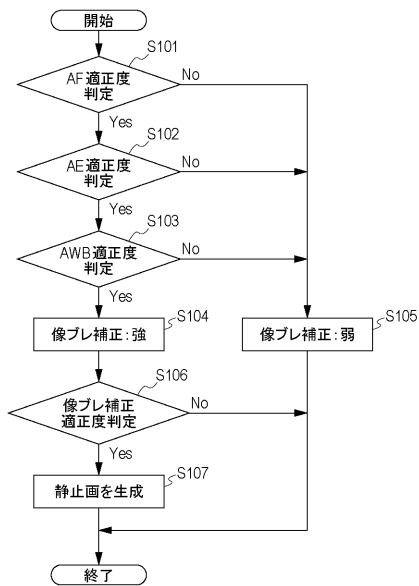 開始
S101
AF適正度
判定
No
Yes
S102
AE適正度
判定
No
Yes
S103
AWB適正度
判定
No
Yes
S104
像ブレ補正:強
S105
像ブレ補正:弱
S106
像ブレ補正
適正度判定
No
Yes
S107
静止画を生成
終了